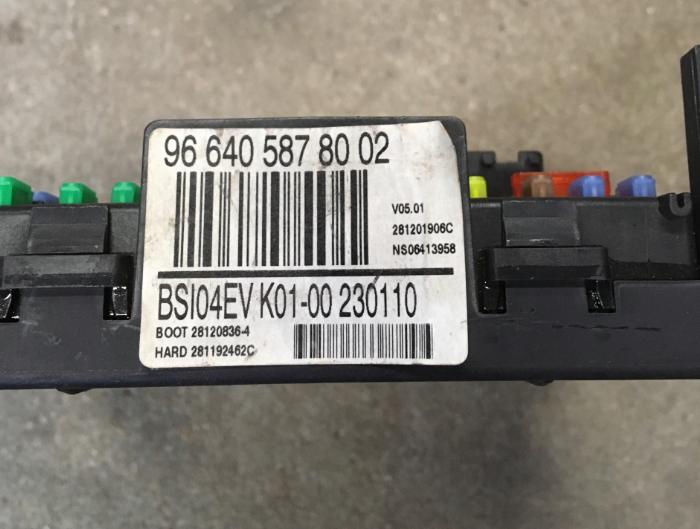 96 640 587 80 02
V05.01
281201906C
NS06413958
BSI04EV K01-00 230110
BOOT 28120836-4
HARD 281192462C